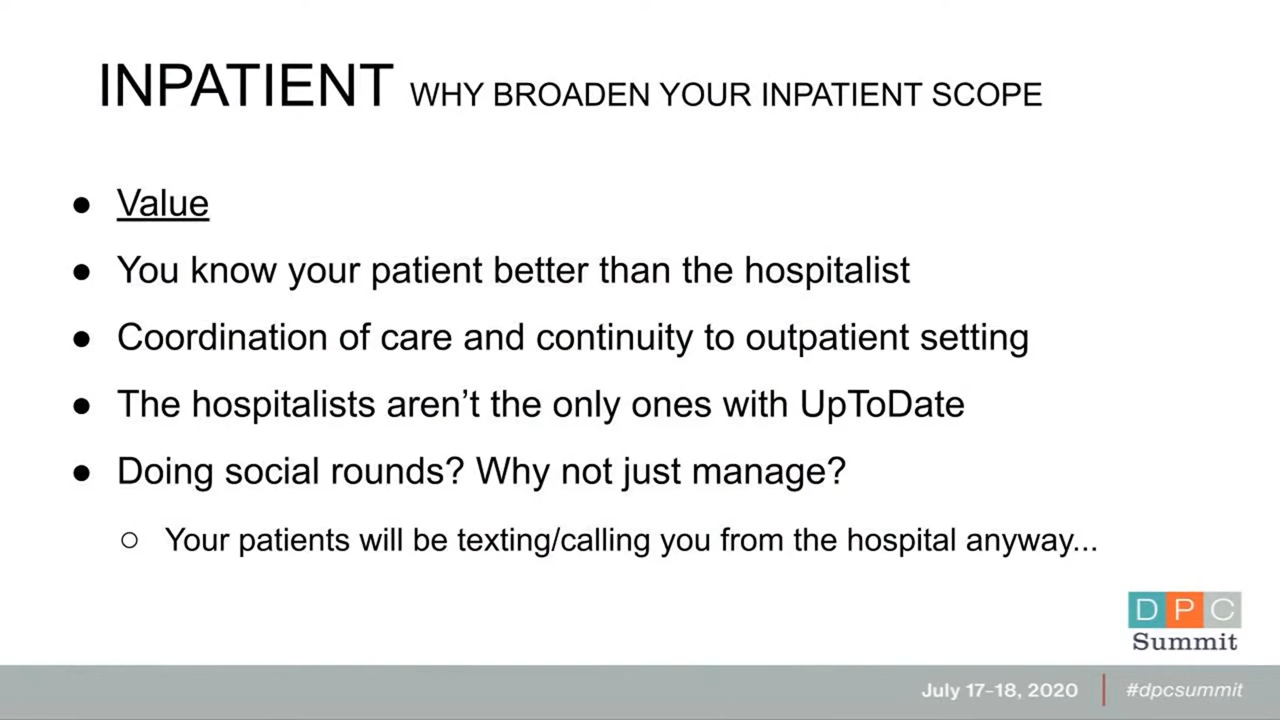 INPATIENT WHY BROADEN YOUR INPATIENT SCOPE
● Value
● You know your patient better than the hospitalist
● Coordination of care and continuity to outpatient setting
● The hospitalists aren’t the only ones with UpToDate
● Doing social rounds? Why not just manage?
○ Your patients will be texting/calling you from the hospital anyway...
DPC
Summit
July 17–18, 2020 | #dpcsummit